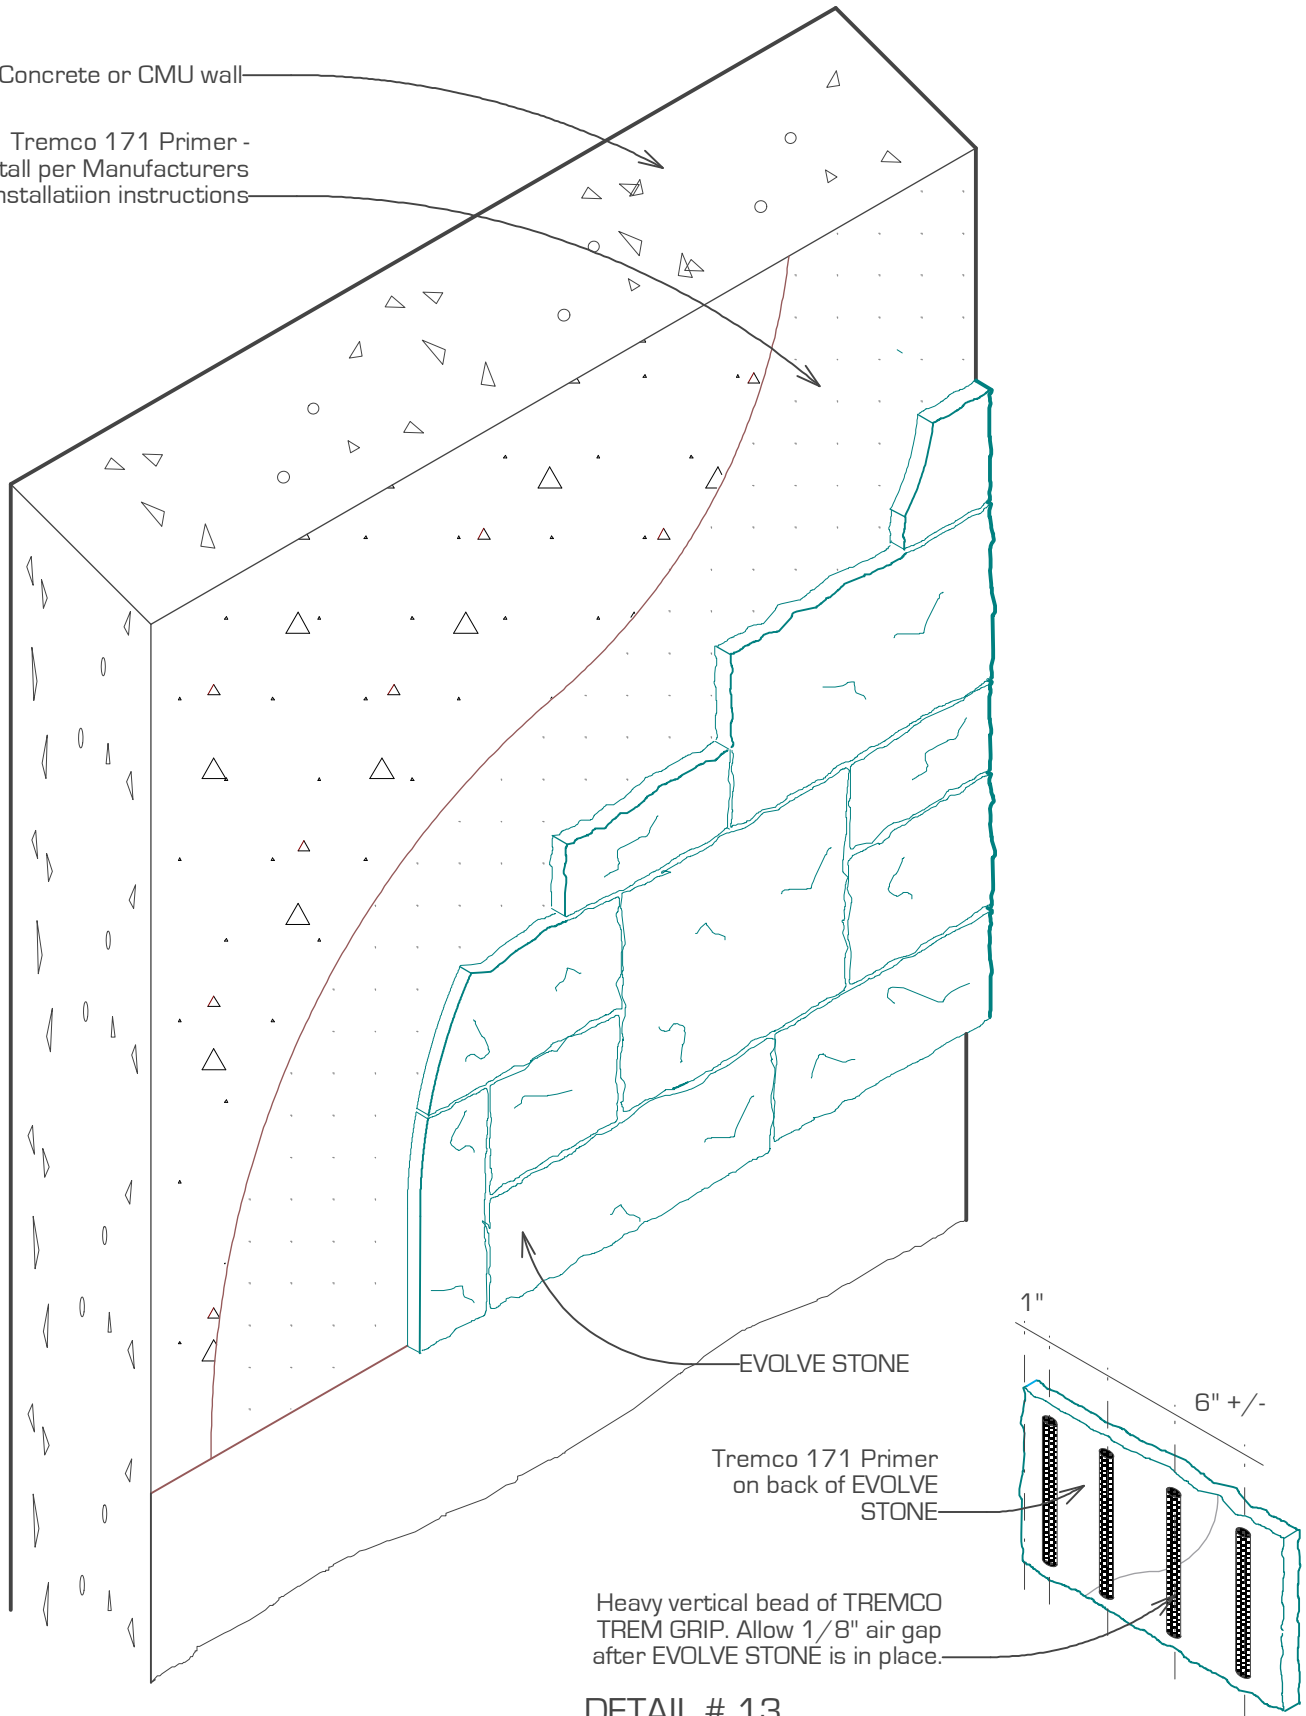 Concrete or CMU wall
Tremco 171 Primer -
tall per Manufacturers
nstallatiion instructions
EVOLVE STONE
1"
6" +/-
Tremco 171 Primer
on back of EVOLVE
STONE
Heavy vertical bead of TREMCO
TREM GRIP. Allow 1/8" air gap
after EVOLVE STONE is in place.
DETAIL # 13